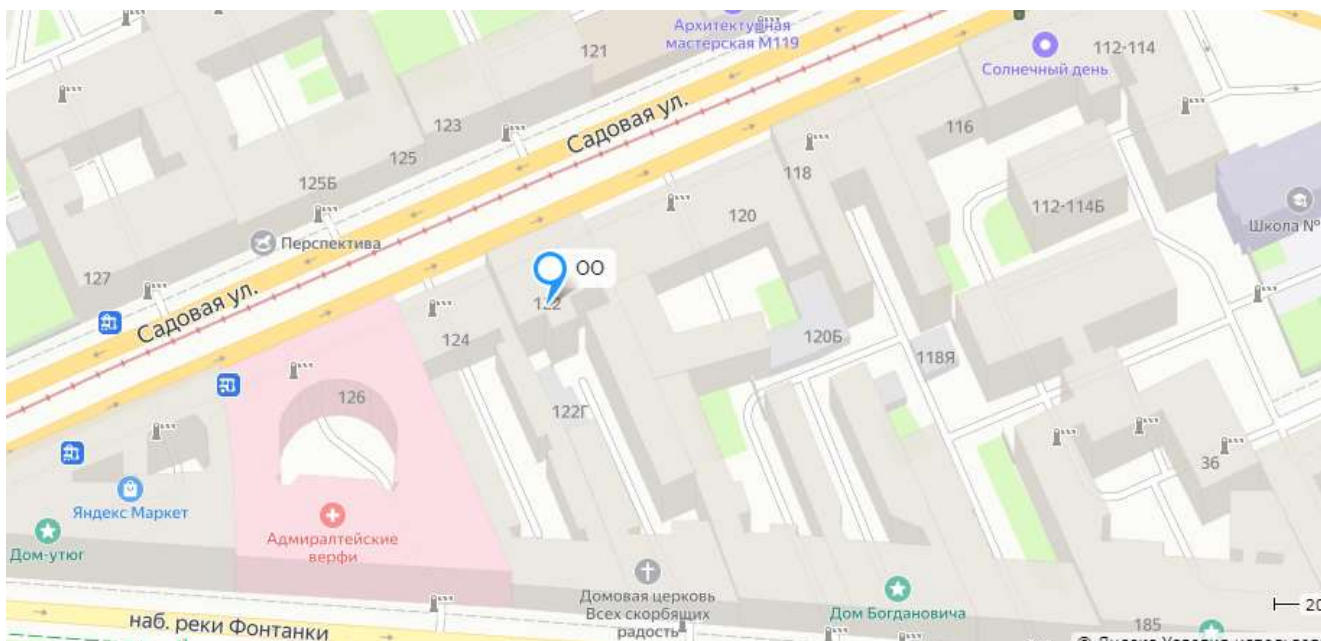 Архитектурная
мастерская М119
121
112-114
Солнечный день
Садовая ул.
123
116
125
118
125Б
112-114Б
120
Школа №
Перспектива
127
ОО
122
Садовая ул.
124
120Б
118Я
126
122Г
36
Яндекс Маркет
Адмиралтейские
верфи
Дом-утюг
Домовая церковь
Всех скорбящих
радость
Дом Богдановича
20
наб. реки Фонтанки
185